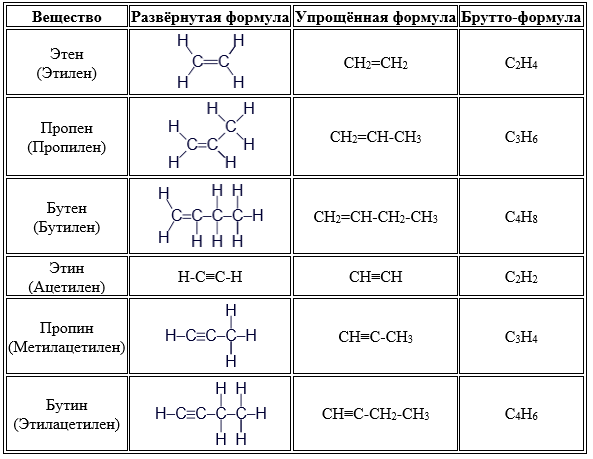 Вещество Развёрнутая формула Упрощённая формула Брутто-формула
Этен
(Этилен)
H H
C=C
H H
CH2=CH2
C2H4
Пропен
(Пропилен)
H H
H C
C=C H
H H
CH2=CH-CH3
C3H6
Бутен
(Бутилен)
H H H
C=C–C–C–H
H H H H
CH2=CH-CH2-CH3
C4H8
Этин
(Ацетилен)
H-C≡C-H
CH≡CH
C2H2
Пропин
(Метилацетилен)
H
H–C≡C–C–H
H
CH≡C-CH3
C3H4
Бутин
(Этилацетилен)
H H
H–C≡C–C–C–H
H H
CH≡C-CH2-CH3
C4H6